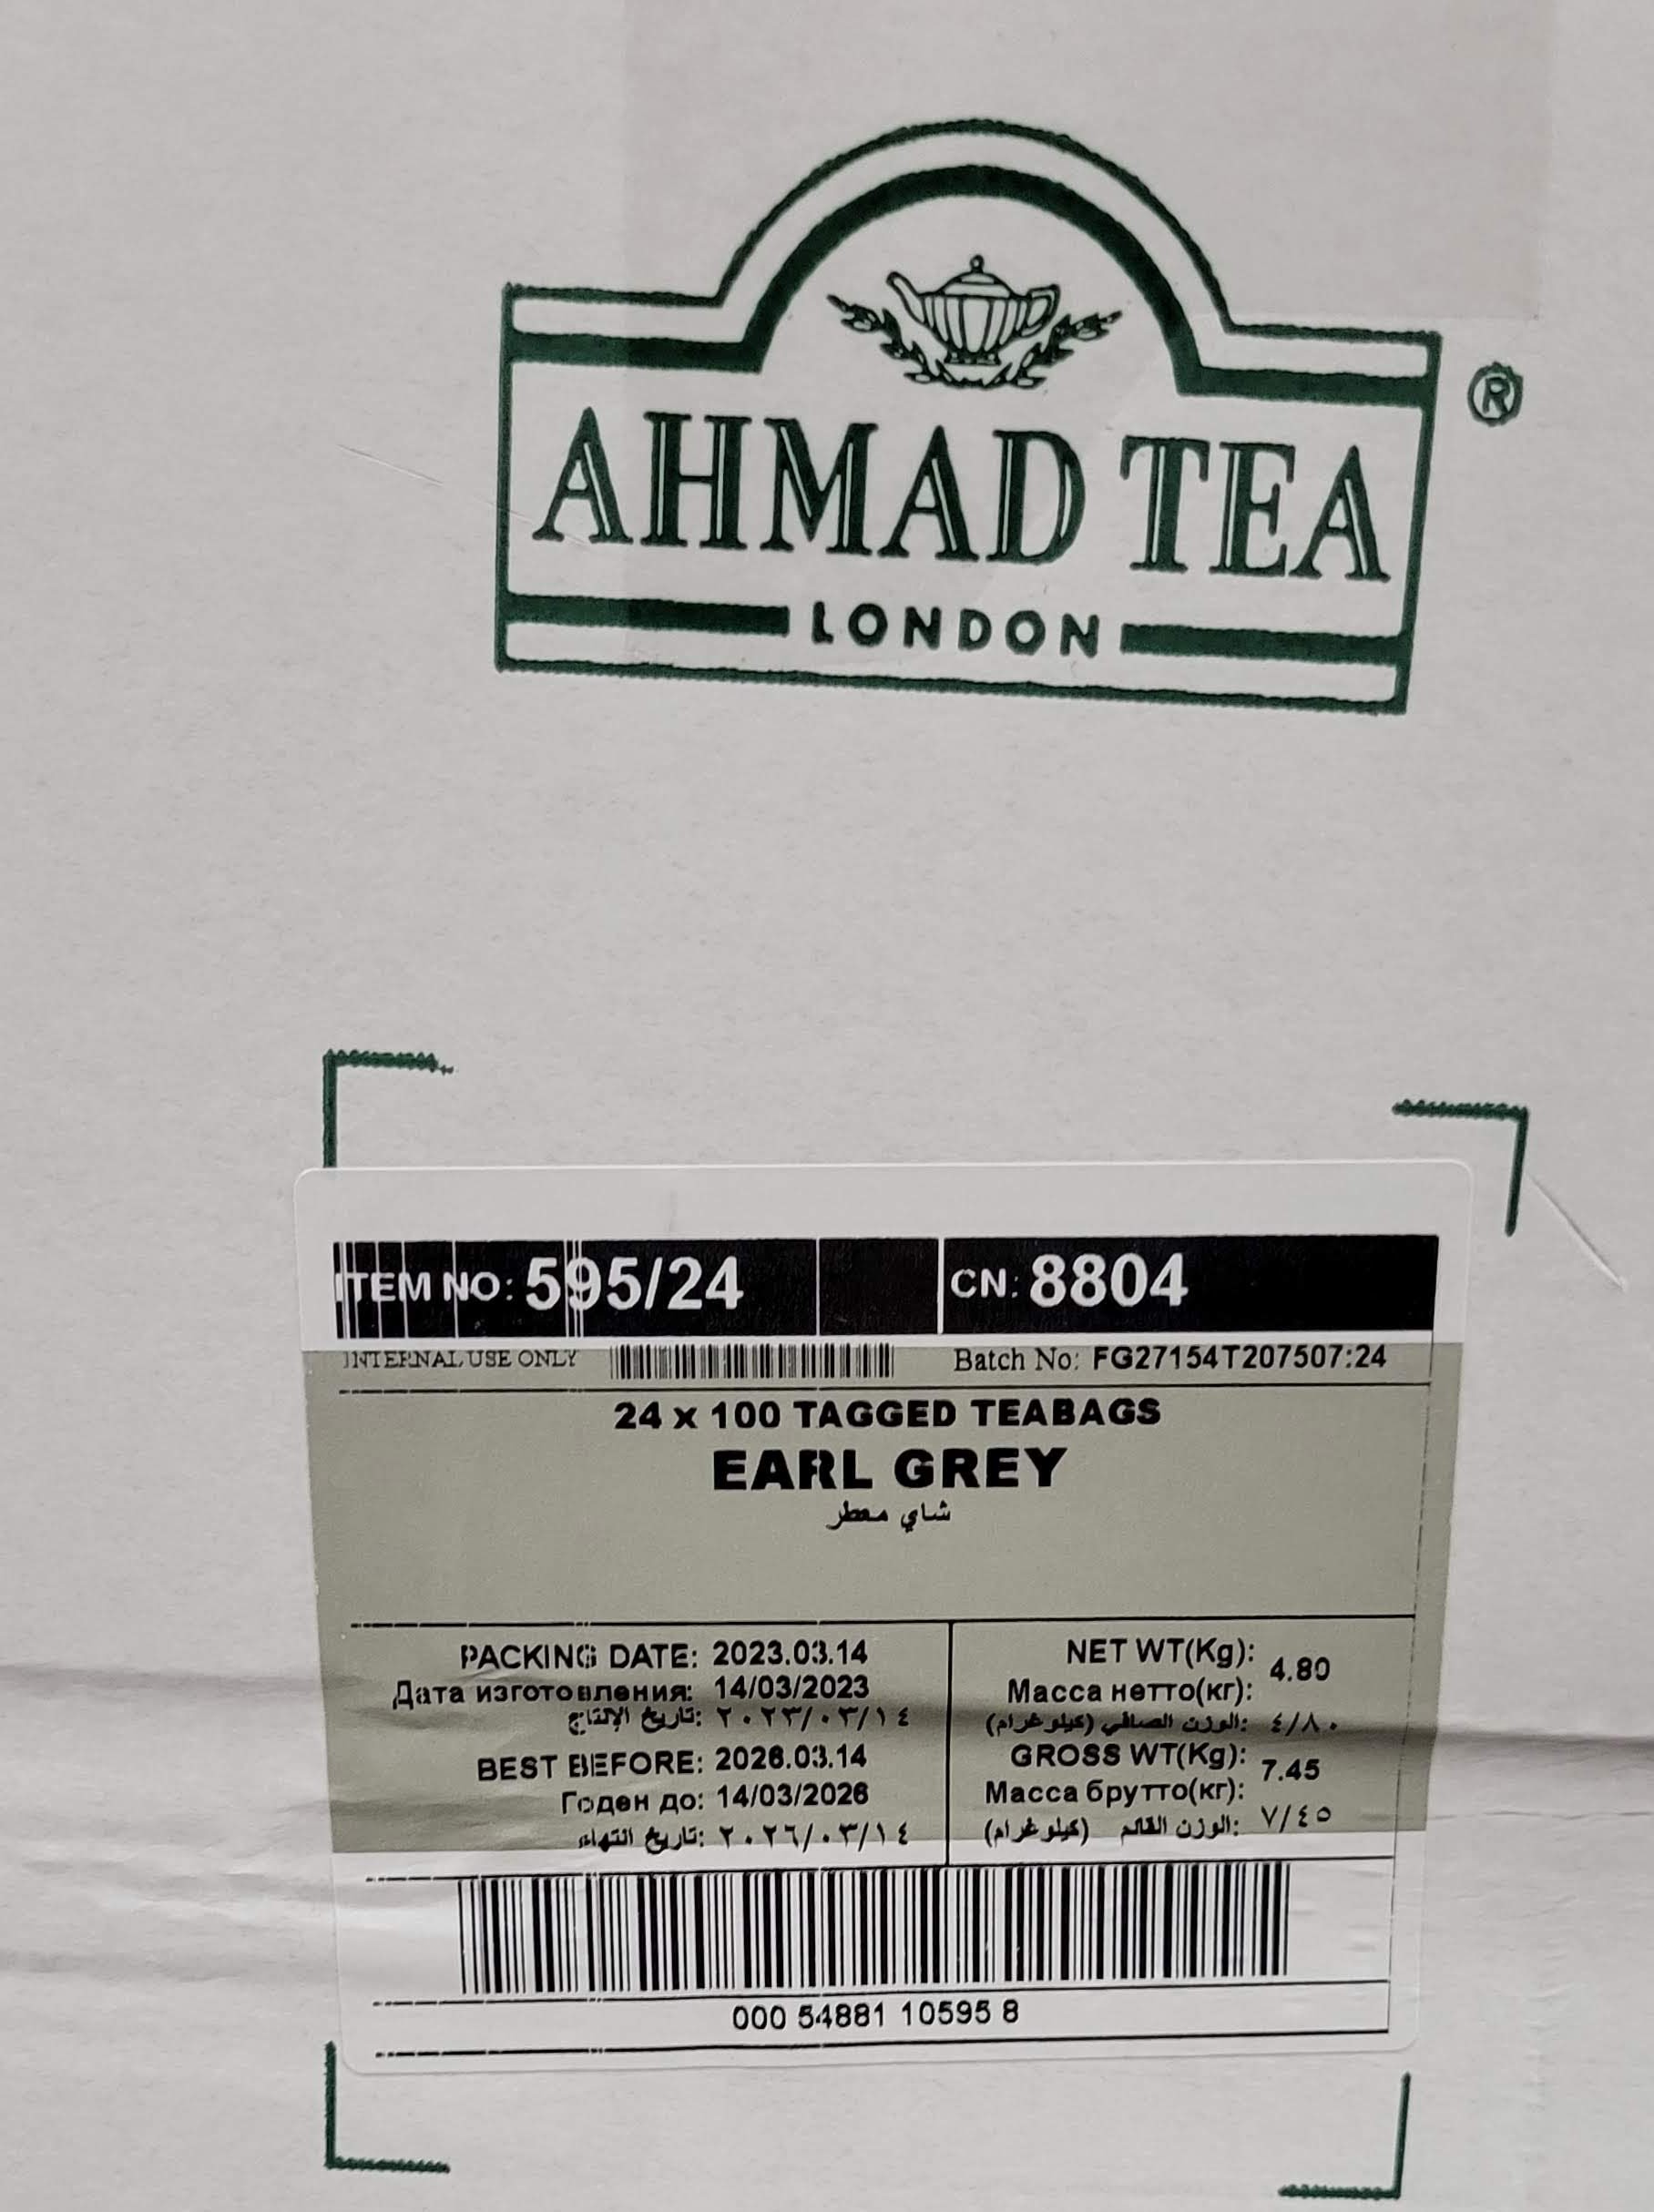 AHMAD TEA ®
LONDON
ITEM NO: 595/24 CN: 8804
INTERNAL USE ONLY Batch No: FG27154T207507:24
24 x 100 TAGGED TEABAGS
EARL GREY
شاي معطر
PACKING DATE: 2023.03.14
Дата изготовления: 14/03/2023
تاريخ الإنتاج: ٢٠٢٣/٠٣/١٤
BEST BEFORE: 2026.03.14
Годен до: 14/03/2026
تاريخ انتهاء: ٢٠٢٦/٠٣/١٤
NET WT(Kg): 4.80
Масса нетто(кг):
الوزن الصافي (كيلوغرام): ٤/٨٠
GROSS WT(Kg): 7.45
Масса брутто(кг):
الوزن القائم (كيلوغرام): ٧/٤٥
000 54881 10595 8